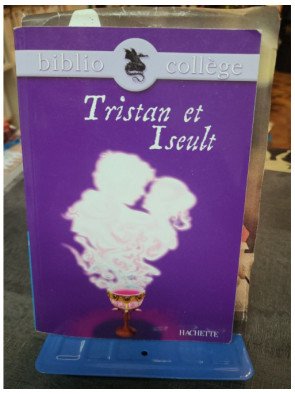 biblio collège
Tristan et
Iseult
HACHETTE